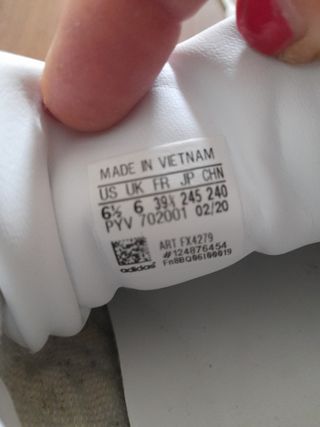 MADE IN VIETNAM
US UK FR JP CHN
6½ 6 39⅓ 245 240
PYV 702001 02/20
ART FX4279
#124876454
Fn8BQ06100019
adidas